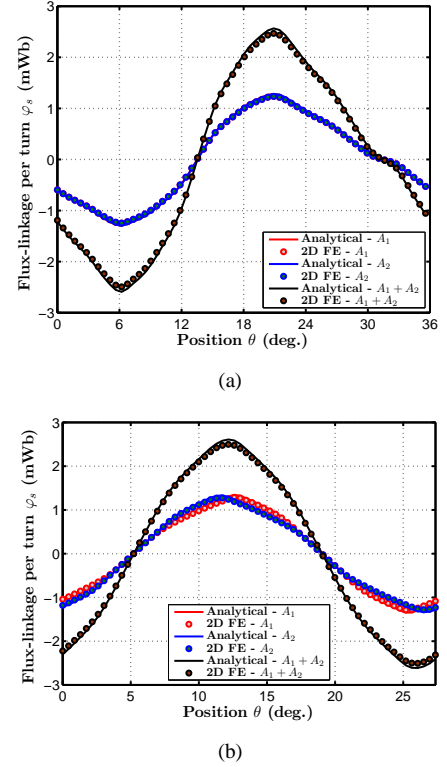 3
2
1
0
−1
−2
−3
Flux-linkage per turn φₛ (mWb)
0 6 12 18 24 30 36
Position θ (deg.)
Analytical - A₁
2D FE - A₁
Analytical - A₂
2D FE - A₂
Analytical - A₁ + A₂
2D FE - A₁ + A₂
(a)
3
2
1
0
−1
−2
−3
Flux-linkage per turn φₛ (mWb)
0 5 10 15 20 25
Position θ (deg.)
Analytical - A₁
2D FE - A₁
Analytical - A₂
2D FE - A₂
Analytical - A₁ + A₂
2D FE - A₁ + A₂
(b)